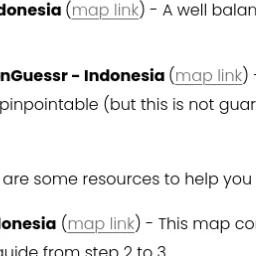 donesia (map link) - A well balan
nGuessr - Indonesia (map link) -
pinpointable (but this is not guar
are some resources to help you
donesia (map link) - This map co
guide from step 2 to 3